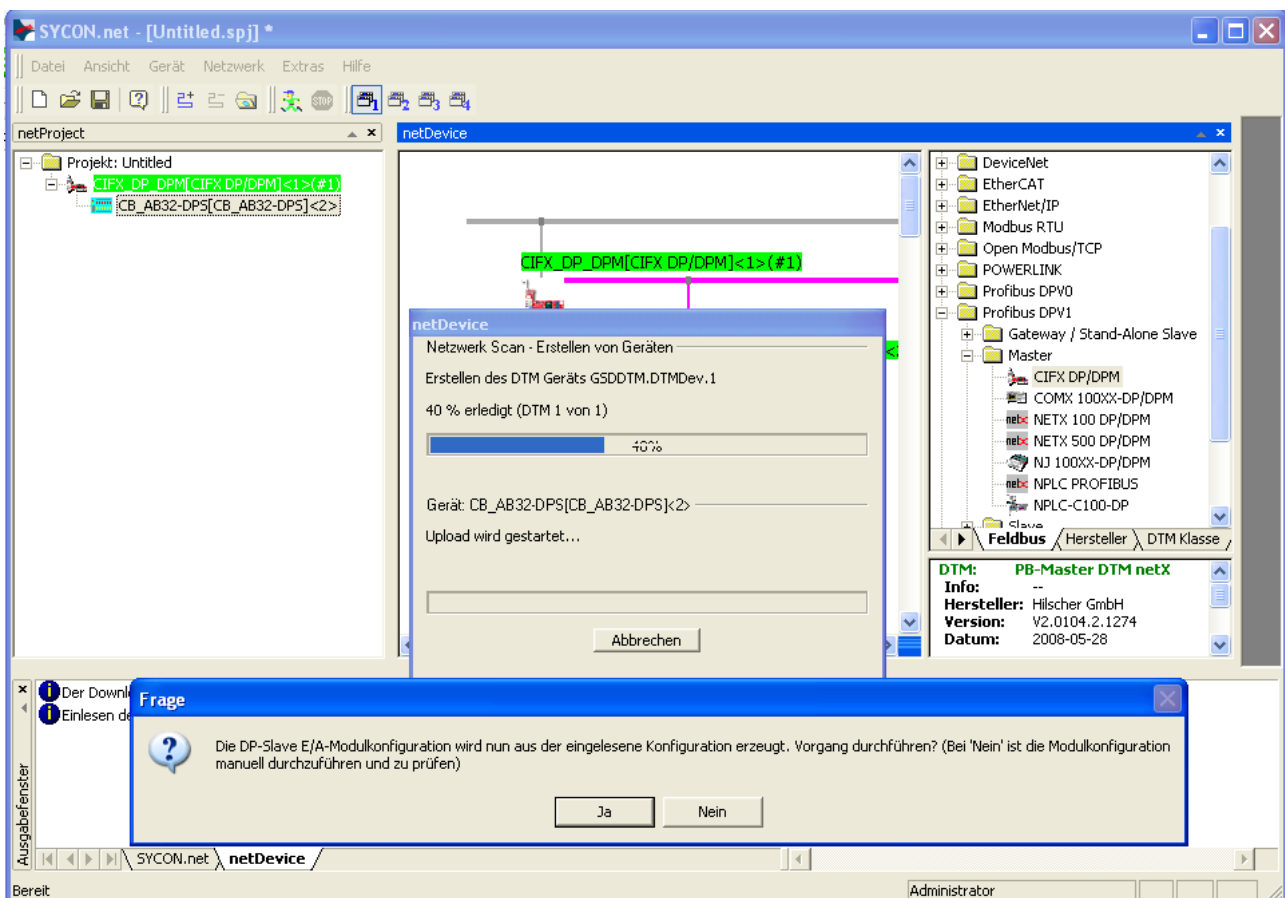 SYCON.net - [Untitled.spj] *
Datei Ansicht Gerät Netzwerk Extras Hilfe
STOP 1 2 3 4
netProject
Projekt: Untitled
CIFX_DP_DPM[CIFX DP/DPM]<1>(#1)
CB_AB32-DPS[CB_AB32-DPS]<2>
netDevice
CIFX_DP_DPM[CIFX DP/DPM]<1>(#1)
DeviceNet
EtherCAT
EtherNet/IP
Modbus RTU
Open Modbus/TCP
POWERLINK
Profibus DPV0
Profibus DPV1
Gateway / Stand-Alone Slave
Master
CIFX DP/DPM
COMX 100XX-DP/DPM
netX NETX 100 DP/DPM
netX NETX 500 DP/DPM
NJ 100XX-DP/DPM
netX NPLC PROFIBUS
NPLC-C100-DP
Slave
Feldbus Hersteller DTM Klasse
DTM: PB-Master DTM netX
Info: --
Hersteller: Hilscher GmbH
Version: V2.0104.2.1274
Datum: 2008-05-28
netDevice
Netzwerk Scan - Erstellen von Geräten
Erstellen des DTM Geräts GSDDTM.DTMDev.1
40 % erledigt (DTM 1 von 1)
40%
Gerät: CB_AB32-DPS[CB_AB32-DPS]<2>
Upload wird gestartet...
Abbrechen
Der Downl
Einlesen de
Frage
Die DP-Slave E/A-Modulkonfiguration wird nun aus der eingelesene Konfiguration erzeugt. Vorgang durchführen? (Bei 'Nein' ist die Modulkonfiguration
manuell durchzuführen und zu prüfen)
Ja Nein
Ausgabefenster
SYCON.net netDevice
Bereit Administrator